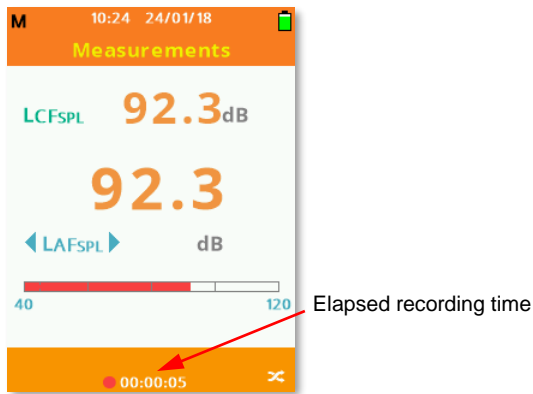 M 10:24 24/01/18
Measurements
LCFSPL 92.3dB
92.3
LAFSPL dB
40 120
Elapsed recording time
00:00:05